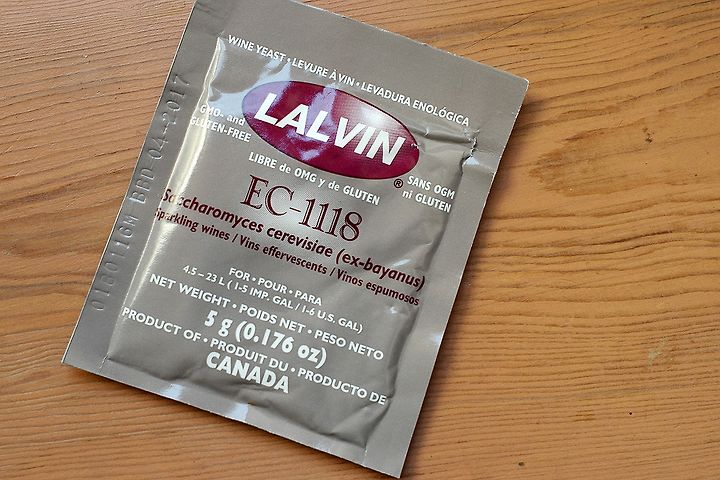 WINE YEAST • LEVURE À VIN • LEVADURA ENOLÓGICA
GMO- and
GLUTEN-FREE
LALVIN
®
LIBRE de OMG y de GLUTEN
SANS OGM
ni GLUTEN
EC-1118
Saccharomyces cerevisiae (ex-bayanus)
Sparkling wines / Vins effervescents / Vinos espumosos
FOR • POUR • PARA
4.5 – 23 L ( 1-5 IMP. GAL / 1-6 U.S. GAL)
NET WEIGHT • POIDS NET • PESO NETO
5 g (0.176 oz)
PRODUCT OF • PRODUIT DU • PRODUCTO DE
CANADA
BBD 04-2017